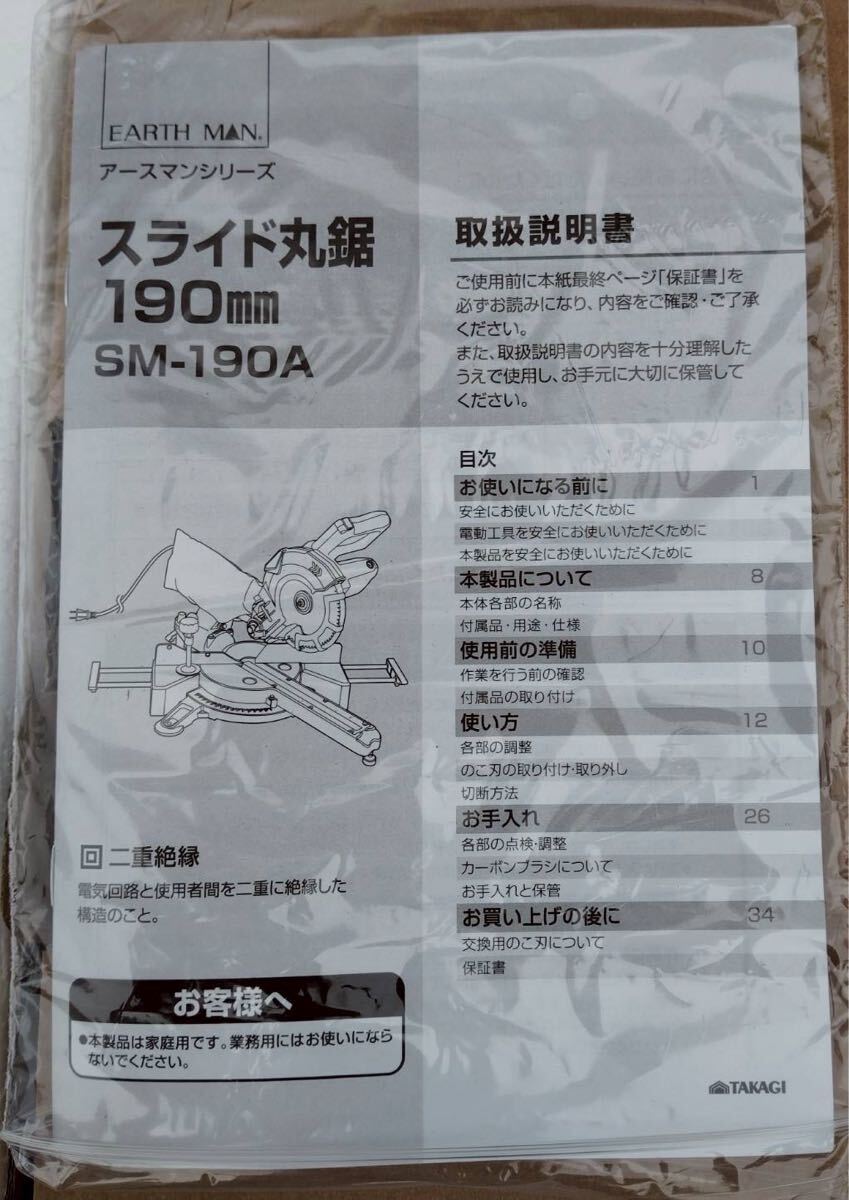 EARTH MAN.
アースマンシリーズ
スライド丸鋸
190mm
SM-190A
取扱説明書
ご使用前に本紙最終ページ「保証書」を
必ずお読みになり、内容をご確認・ご了承
ください。
また、取扱説明書の内容を十分理解した
うえで使用し、お手元に大切に保管して
ください。
目次
お使いになる前に 1
安全にお使いいただくために
電動工具を安全にお使いいただくために
本製品を安全にお使いいただくために
本製品について 8
本体各部の名称
付属品・用途・仕様
使用前の準備 10
作業を行う前の確認
付属品の取り付け
使い方 12
各部の調整
のこ刃の取り付け・取り外し
切断方法
お手入れ 26
各部の点検・調整
カーボンブラシについて
お手入れと保管
お買い上げの後に 34
交換用のこ刃について
保証書
回 二重絶縁
電気回路と使用者間を二重に絶縁した
構造のこと。
お客様へ
●本製品は家庭用です。業務用にはお使いになら
ないでください。
TAKAGI